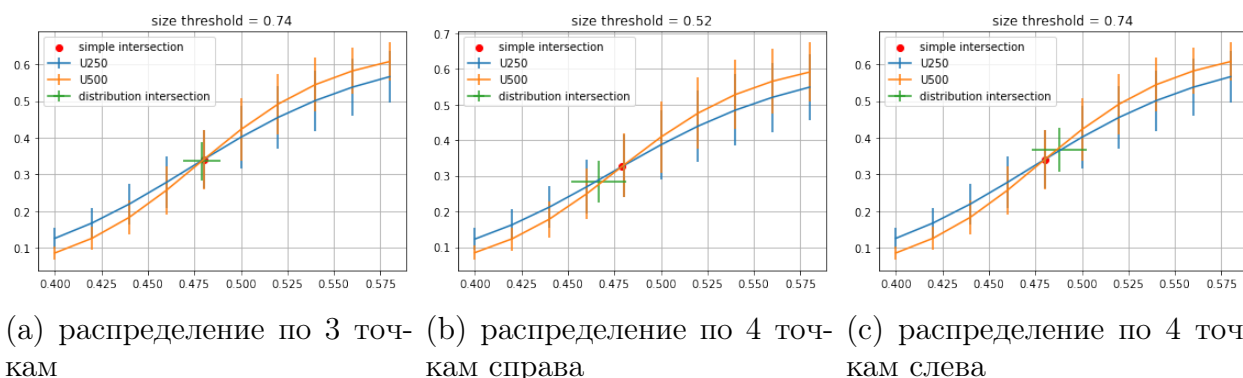 size threshold = 0.74
simple intersection
U250
U500
distribution intersection
0.6
0.5
0.4
0.3
0.2
0.1
0.400 0.425 0.450 0.475 0.500 0.525 0.550 0.575
(a) распределение по 3 точ-
кам
size threshold = 0.52
simple intersection
U250
U500
distribution intersection
0.7
0.6
0.5
0.4
0.3
0.2
0.1
0.400 0.425 0.450 0.475 0.500 0.525 0.550 0.575
(b) распределение по 4 точ-
кам справа
size threshold = 0.74
simple intersection
U250
U500
distribution intersection
0.6
0.5
0.4
0.3
0.2
0.1
0.400 0.425 0.450 0.475 0.500 0.525 0.550 0.575
(c) распределение по 4 точ
кам слева